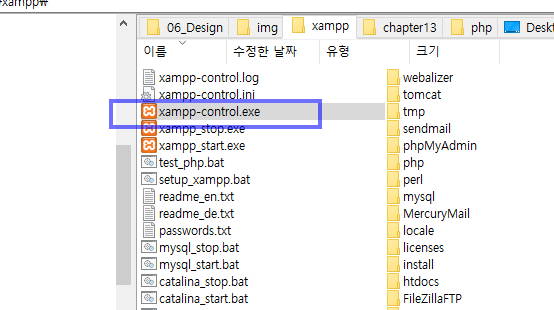 xampp\
06_Design img xampp chapter13 php Deskt
이름 수정한 날짜 유형 크기
xampp-control.log
xampp-control.ini
xampp-control.exe
xampp_stop.exe
xampp_start.exe
test_php.bat
setup_xampp.bat
readme_en.txt
readme_de.txt
passwords.txt
mysql_stop.bat
mysql_start.bat
catalina_stop.bat
catalina_start.bat
webalizer
tomcat
tmp
sendmail
phpMyAdmin
php
perl
mysql
MercuryMail
locale
licenses
install
htdocs
FileZillaFTP